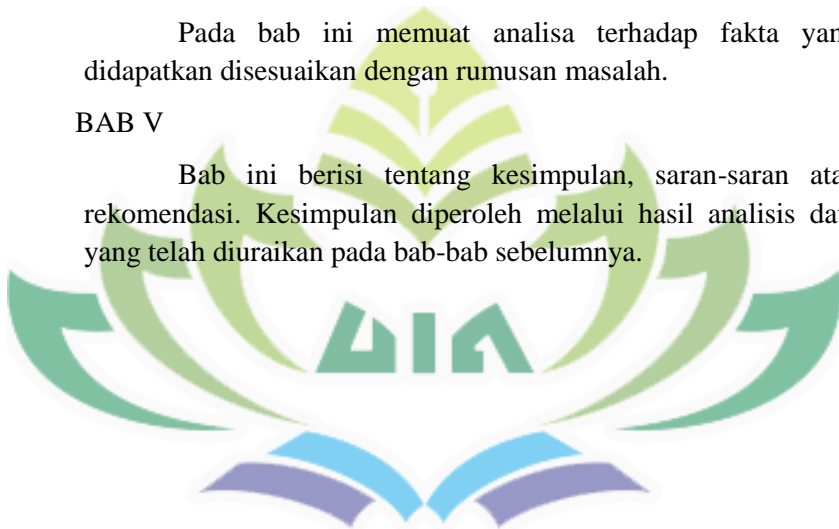 Pada bab ini memuat analisa terhadap fakta yan
didapatkan disesuaikan dengan rumusan masalah.
BAB V
Bab ini berisi tentang kesimpulan, saran-saran ata
rekomendasi. Kesimpulan diperoleh melalui hasil analisis da
yang telah diuraikan pada bab-bab sebelumnya.